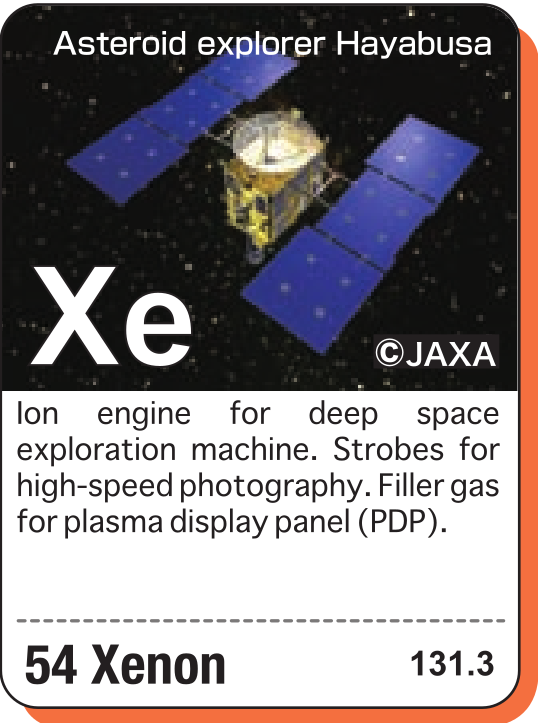 Asteroid explorer Hayabusa
Xe
©JAXA
Ion engine for deep space
exploration machine. Strobes for
high-speed photography. Filler gas
for plasma display panel (PDP).
54 Xenon 131.3